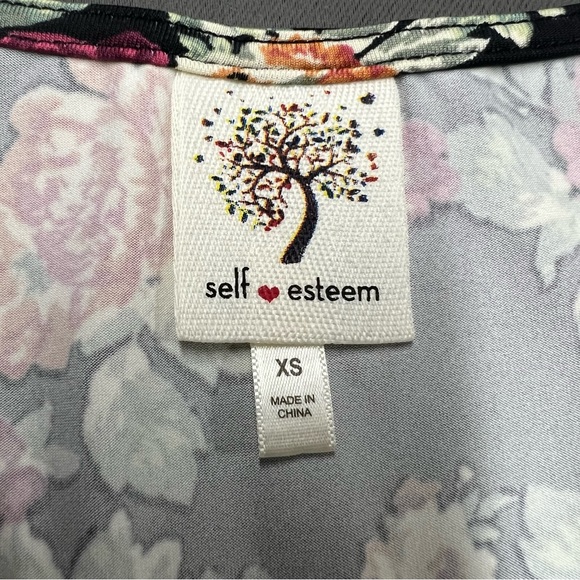 self ❤ esteem
XS
MADE IN
CHINA